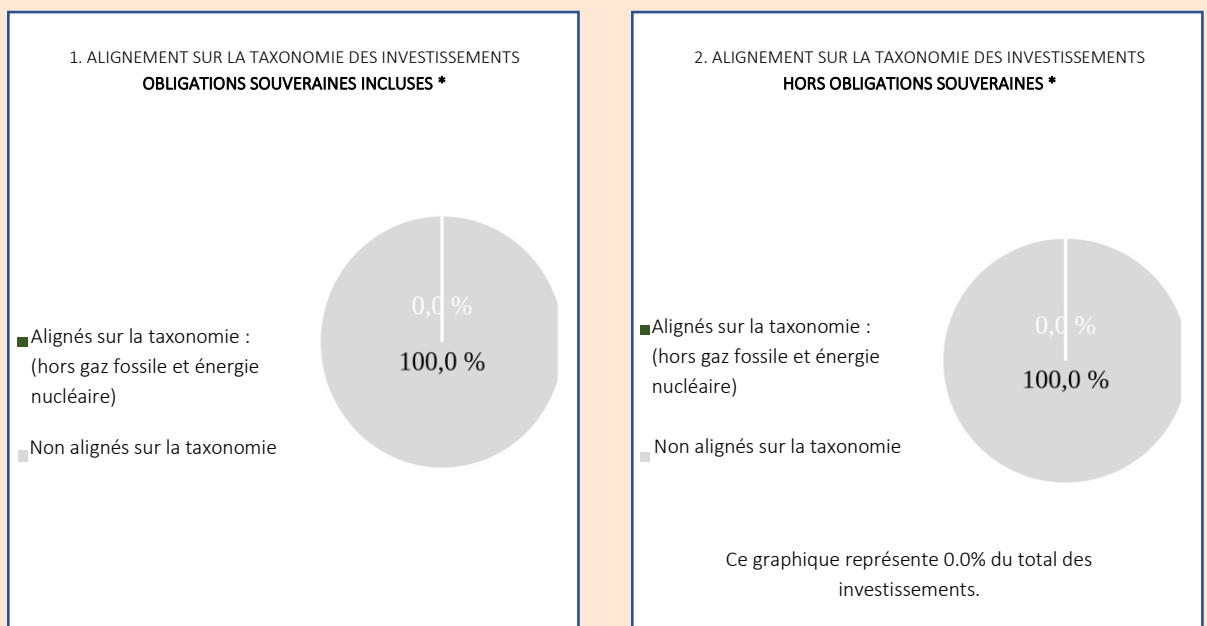 1. ALIGNEMENT SUR LA TAXONOMIE DES INVESTISSEMENTS
OBLIGATIONS SOUVERAINES INCLUSES *
0,0 %
100,0 %
Alignés sur la taxonomie :
(hors gaz fossile et énergie
nucléaire)
Non alignés sur la taxonomie
2. ALIGNEMENT SUR LA TAXONOMIE DES INVESTISSEMENTS
HORS OBLIGATIONS SOUVERAINES *
0,0 %
100,0 %
Alignés sur la taxonomie :
(hors gaz fossile et énergie
nucléaire)
Non alignés sur la taxonomie
Ce graphique représente 0.0% du total des
investissements.